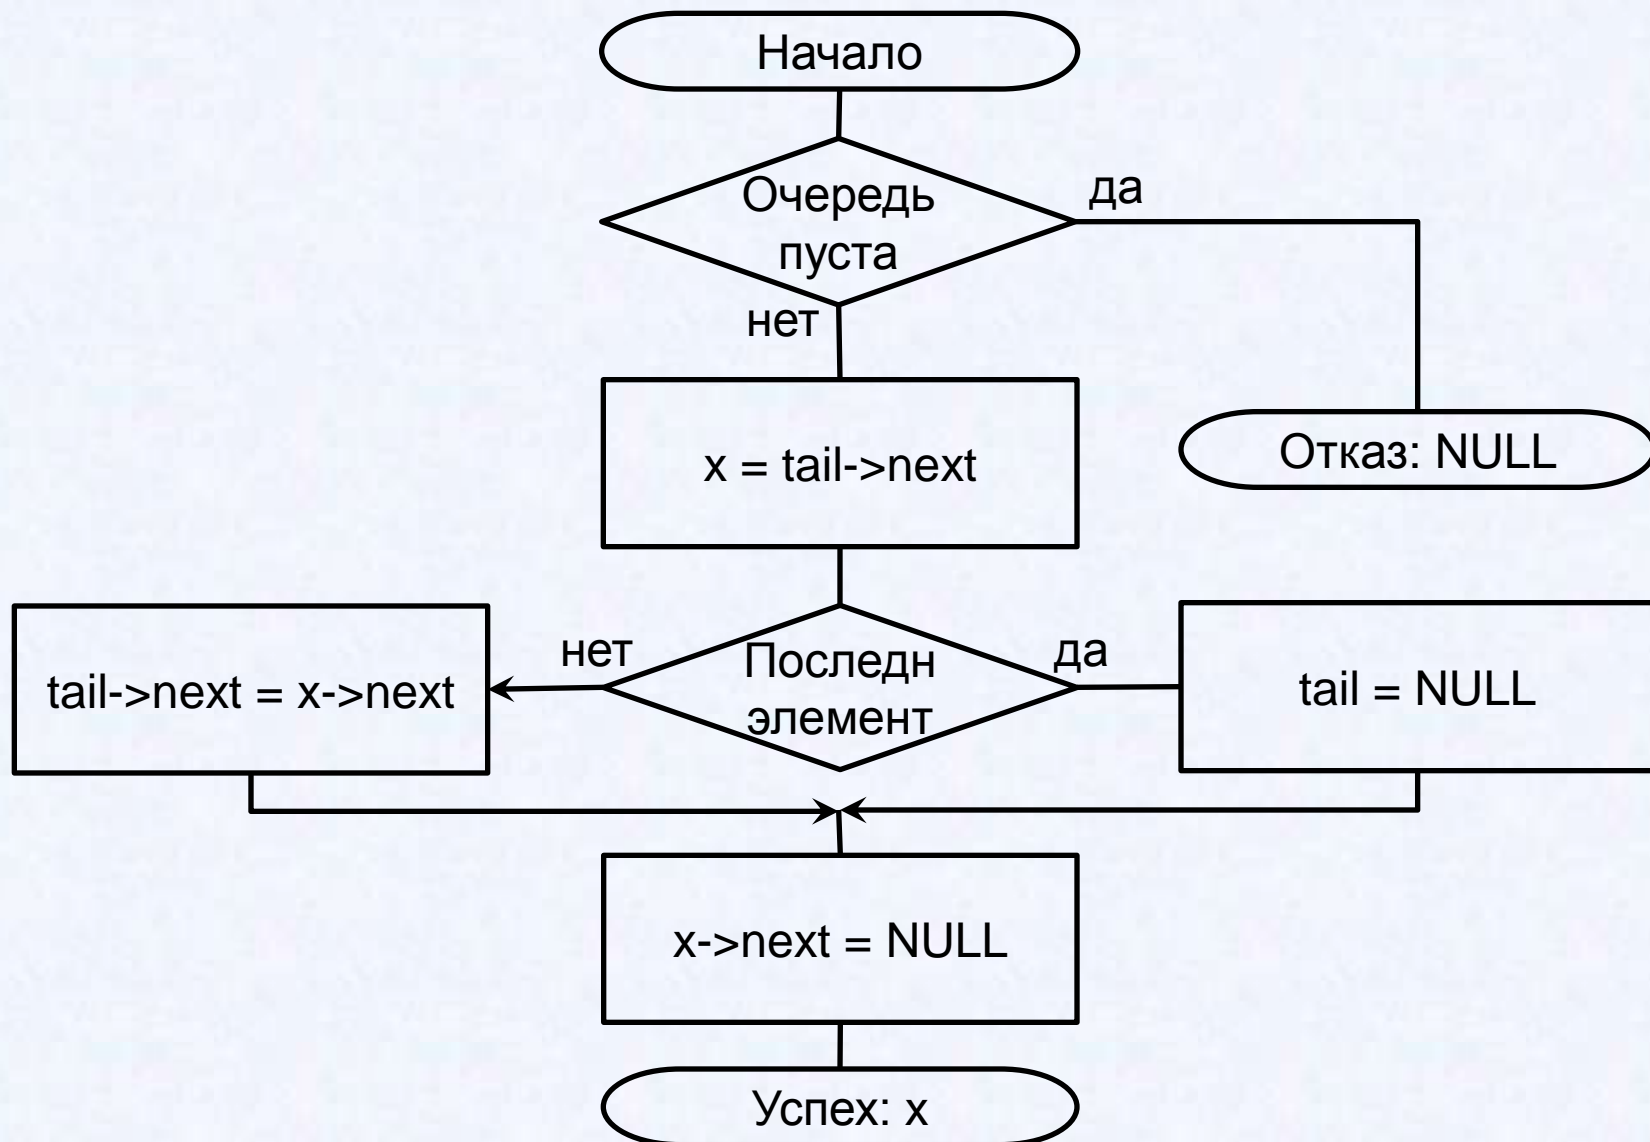 Начало
Очередь
пуста
да
нет
x = tail->next
Отказ: NULL
tail->next = x->next
нет
Последн
элемент
да
tail = NULL
x->next = NULL
Успех: x